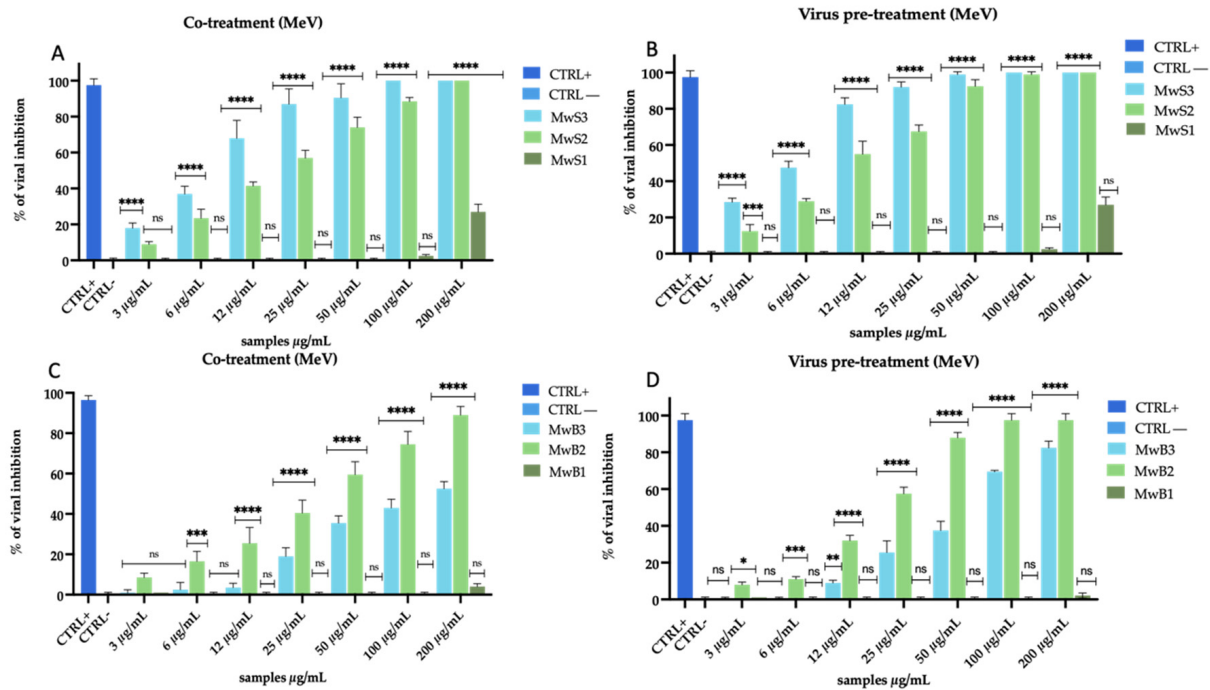 Co-treatment (MeV)
A
% of viral inhibition
100
80
60
40
20
0
**** **** **** **** **** **** ****
ns ns ns ns ns ns
CTRL+
CTRL-
3 µg/mL
6 µg/mL
12 µg/mL
25 µg/mL
50 µg/mL
100 µg/mL
200 µg/mL
samples µg/mL
CTRL+
CTRL —
MwS3
MwS2
MwS1
Virus pre-treatment (MeV)
B
% of viral inhibition
100
80
60
40
20
0
**** *** **** **** **** **** **** ****
ns ns ns ns ns ns ns
CTRL+
CTRL-
3 µg/mL
6 µg/mL
12 µg/mL
25 µg/mL
50 µg/mL
100 µg/mL
200 µg/mL
samples µg/mL
CTRL+
CTRL —
MwS3
MwS2
MwS1
Co-treatment (MeV)
C
% of viral inhibition
100
80
60
40
20
0
ns *** **** **** **** **** ****
ns ns ns ns ns ns
CTRL+
CTRL-
3 µg/mL
6 µg/mL
12 µg/mL
25 µg/mL
50 µg/mL
100 µg/mL
200 µg/mL
samples µg/mL
CTRL+
CTRL —
MwB3
MwB2
MwB1
Virus pre-treatment (MeV)
D
% of viral inhibition
100
80
60
40
20
0
* *** ** **** **** **** **** ****
ns ns ns ns ns ns ns ns
CTRL+
CTRL-
3 µg/mL
6 µg/mL
12 µg/mL
25 µg/mL
50 µg/mL
100 µg/mL
200 µg/mL
samples µg/mL
CTRL+
CTRL —
MwB3
MwB2
MwB1